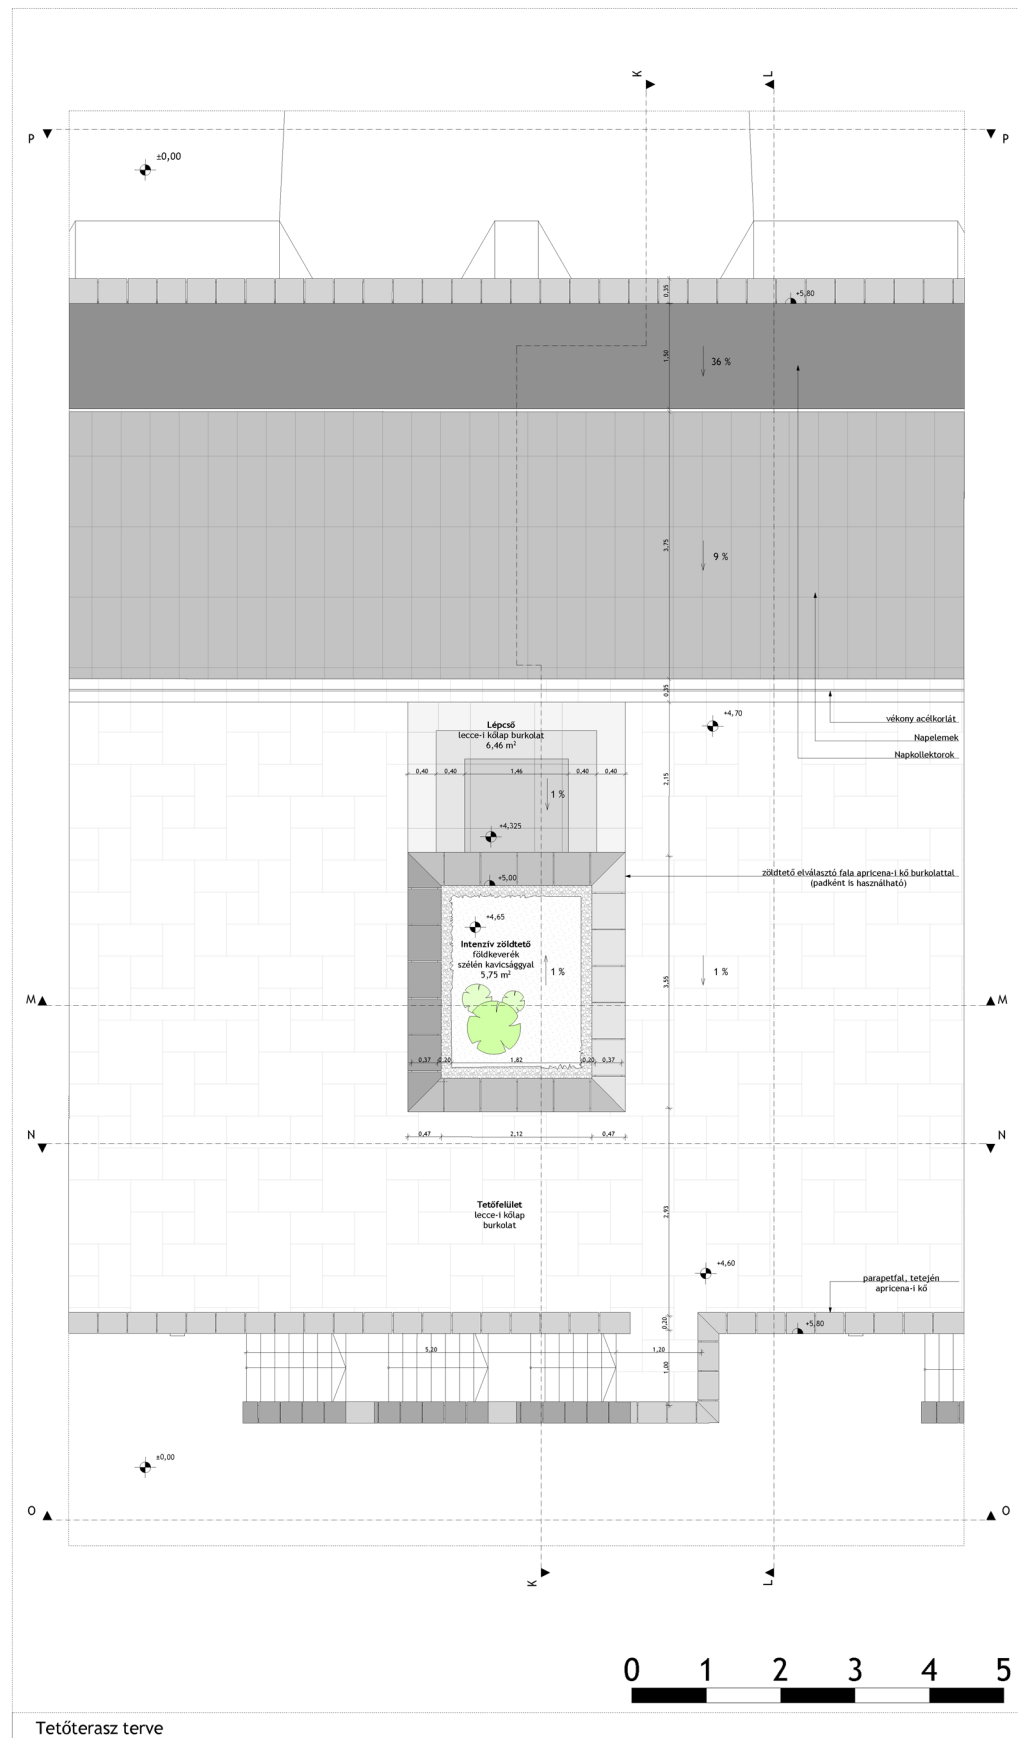 K
L
P
P
±0,00
0,35
+5,80
1,50
36 %
3,75
9 %
0,35
+4,70
vékony acélkorlát
Napelemek
Napkollektorok
Lépcső
lecce-i kőlap burkolat
6,46 m²
0,40
0,40
1,46
0,40
0,40
2,15
1 %
+4,325
zöldtető elválasztó fala apricena-i kő burkolattal
(padként is használható)
+5,00
+4,65
Intenzív zöldtető
földkeverék
szélén kavicsággyal
5,75 m²
1 %
1 %
3,55
M
M
0,37
0,20
1,82
0,20
0,37
N
N
0,47
2,12
0,47
Tetőfelület
lecce-i kőlap
burkolat
2,93
+4,60
parapetfal, tetején
apricena-i kő
0,20
+5,80
5,20
1,20
1,00
±0,00
O
O
K
L
0 1 2 3 4 5
Tetőterasz terve